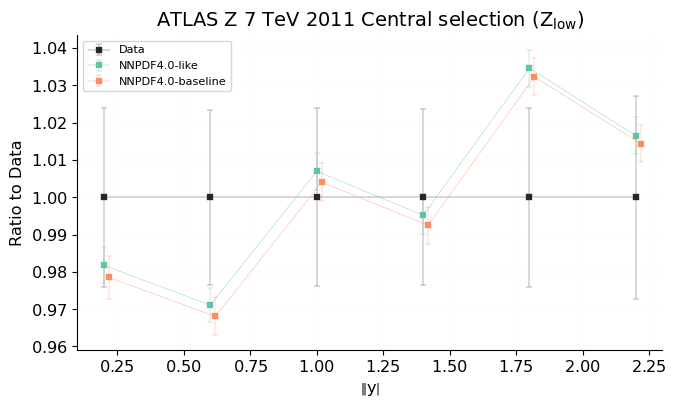 ATLAS Z 7 TeV 2011 Central selection (Z_low)
Data
NNPDF4.0-like
NNPDF4.0-baseline
1.04
1.03
1.02
1.01
1.00
0.99
0.98
0.97
0.96
Ratio to Data
0.25 0.50 0.75 1.00 1.25 1.50 1.75 2.00 2.25
‖y|